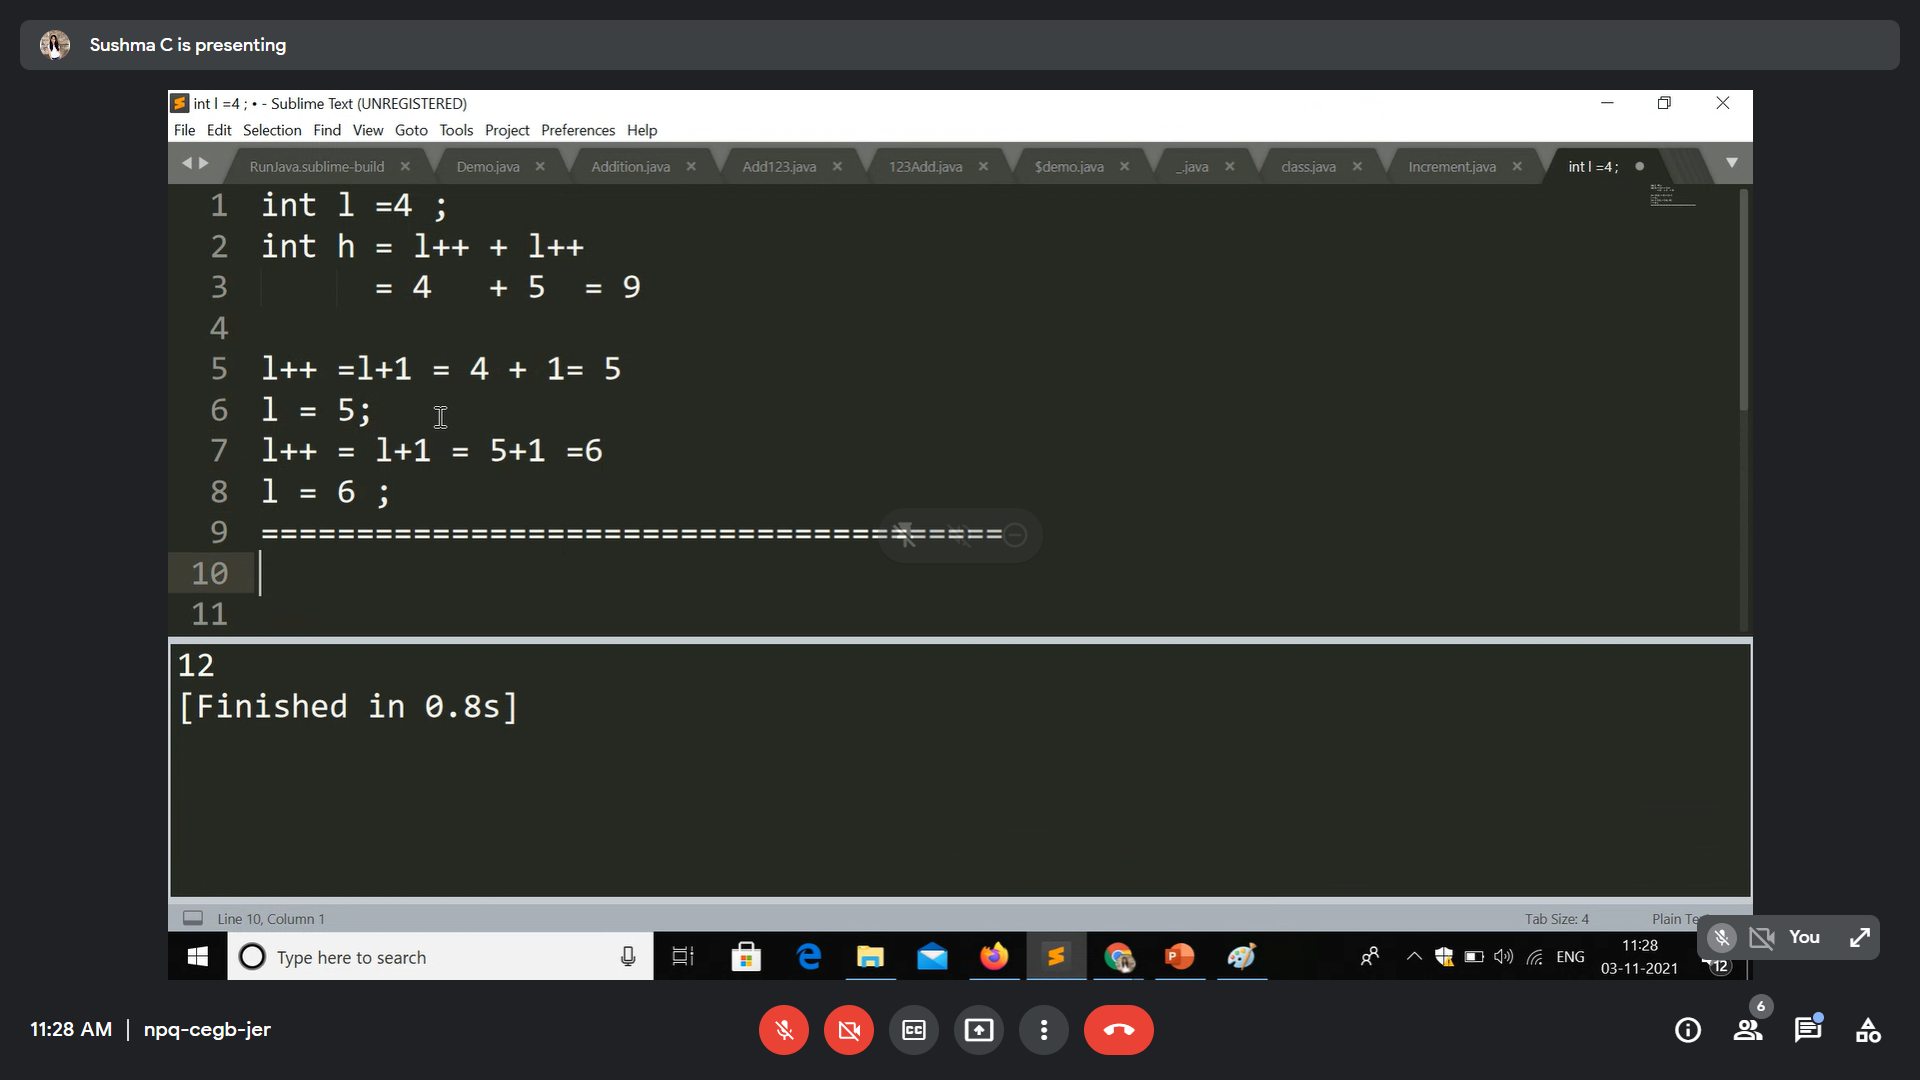 Sushma C is presenting
int l =4 ; • - Sublime Text (UNREGISTERED)
File Edit Selection Find View Goto Tools Project Preferences Help
RunJava.sublime-build Demo.java Addition.java Add123.java 123Add.java $demo.java _.java class.java Increment.java int l =4 ;
1 int l =4 ;
2 int h = l++ + l++
3 = 4 + 5 = 9
4
5 l++ =l+1 = 4 + 1= 5
6 l = 5;
7 l++ = l+1 = 5+1 =6
8 l = 6 ;
9 =======================================
10
11
12
[Finished in 0.8s]
Line 10, Column 1 Tab Size: 4 Plain Te
You
Type here to search ENG 11:28
03-11-2021 12
11:28 AM | npq-cegb-jer
CC
6